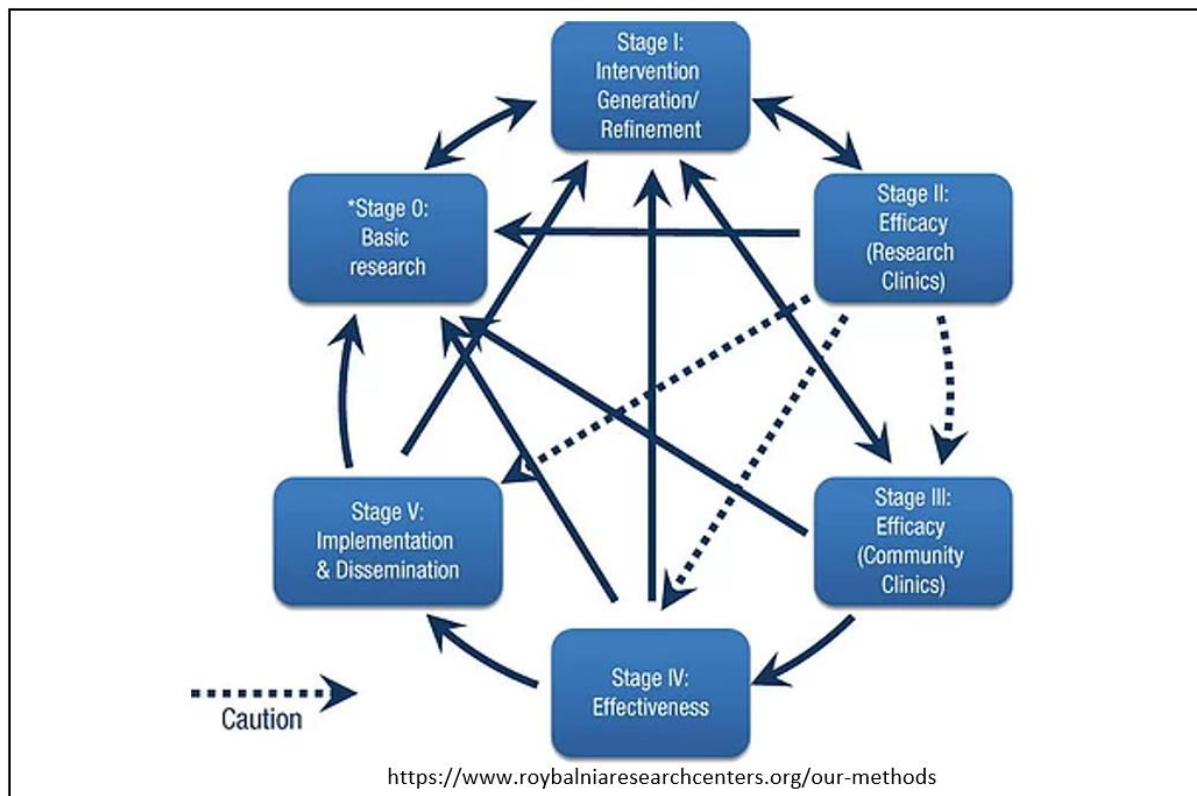 Stage I:
Intervention
Generation/
Refinement
*Stage 0:
Basic
research
Stage II:
Efficacy
(Research
Clinics)
Stage V:
Implementation
& Dissemination
Stage III:
Efficacy
(Community
Clinics)
Stage IV:
Effectiveness
Caution
https://www.roybalniaresearchcenters.org/our-methods